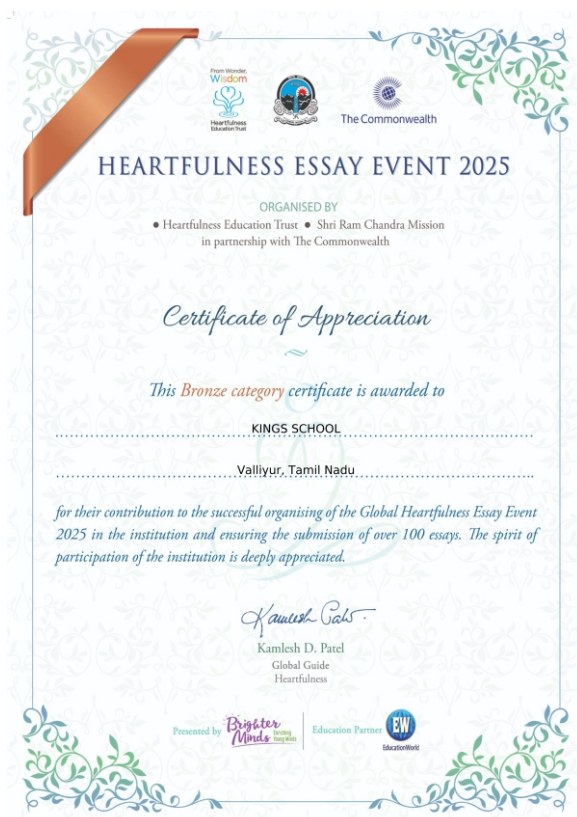 From Wonder,
Wisdom
Heartfulness
Education Trust
The Commonwealth
HEARTFULNESS ESSAY EVENT 2025
ORGANISED BY
● Heartfulness Education Trust ● Shri Ram Chandra Mission
in partnership with The Commonwealth
Certificate of Appreciation
This Bronze category certificate is awarded to
KINGS SCHOOL
Valliyur, Tamil Nadu
for their contribution to the successful organising of the Global Heartfulness Essay Event
2025 in the institution and ensuring the submission of over 100 essays. The spirit of
participation of the institution is deeply appreciated.
Kamlesh D. Patel
Global Guide
Heartfulness
Presented by Brighter Minds Enriching Young Minds Education Partner EW
EducationWorld